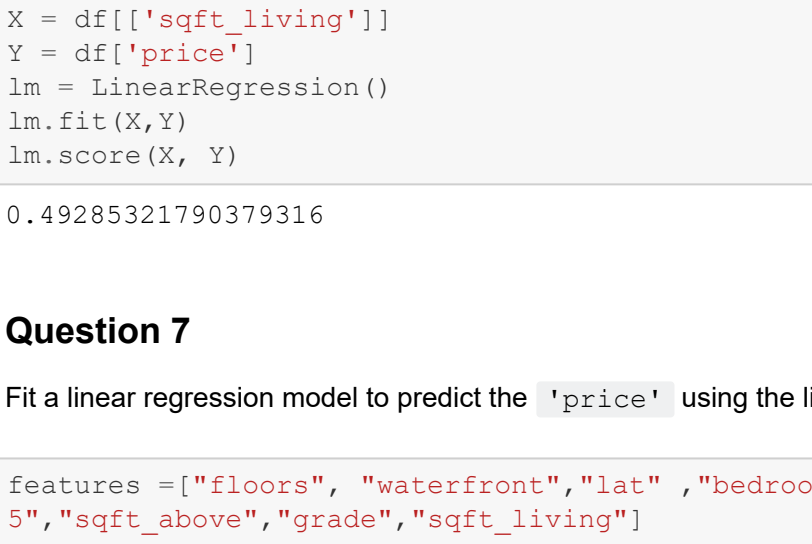 X = df[['sqft_living']]
Y = df['price']
lm = LinearRegression()
lm.fit(X,Y)
lm.score(X, Y)
0.49285321790379316
Question 7
Fit a linear regression model to predict the 'price' using the
features =["floors", "waterfront","lat" ,"bedroo
5","sqft_above","grade","sqft_living"]